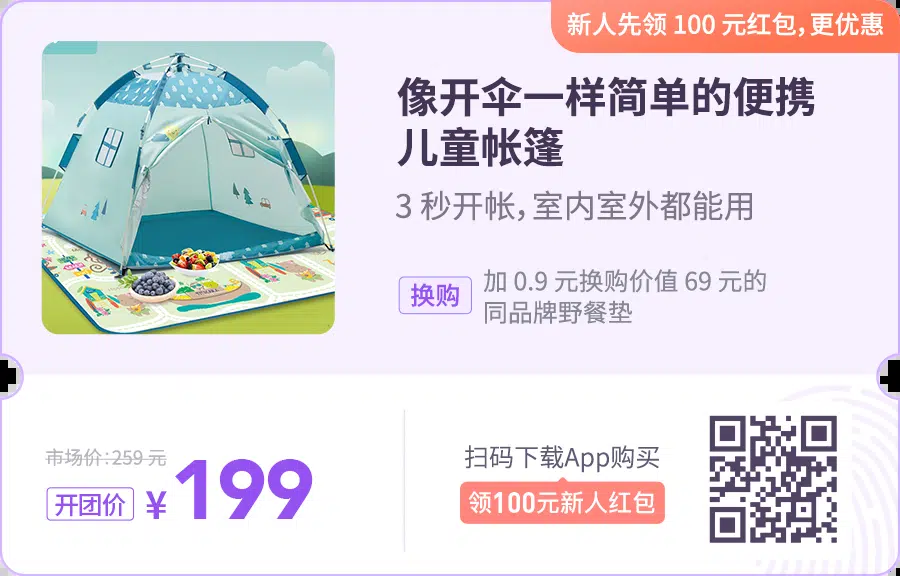 新人先领 100 元红包,更优惠
像开伞一样简单的便携
儿童帐篷
3 秒开帐,室内室外都能用
换购
加 0.9 元换购价值 69 元的
同品牌野餐垫
市场价:259 元
开团价 ¥199
扫码下载App购买
领100元新人红包